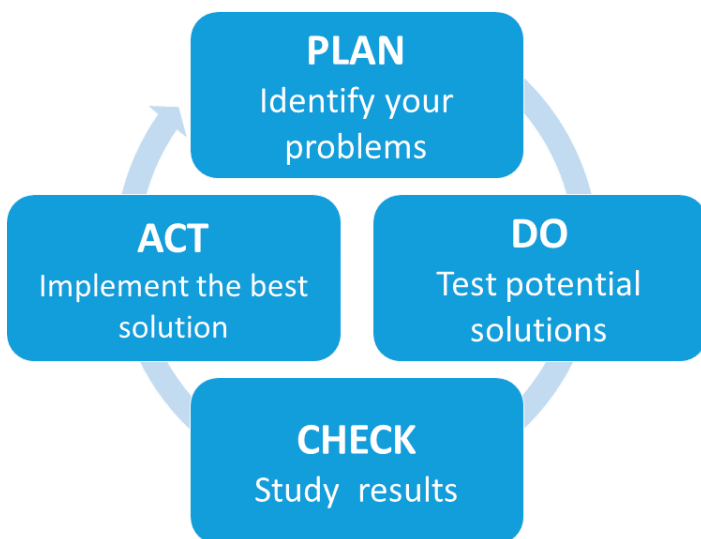 PLAN
Identify your
problems
DO
Test potential
solutions
CHECK
Study results
ACT
Implement the best
solution